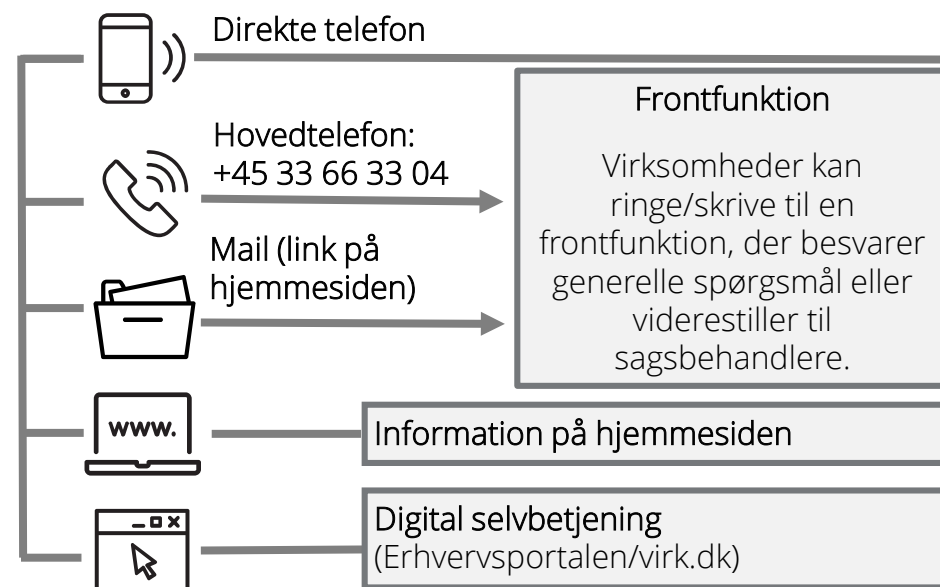 Direkte telefon
Hovedtelefon:
+45 33 66 33 04
Mail (link på
hjemmesiden)
Frontfunktion
Virksomheder kan
ringe/skrive til en
frontfunktion, der besvarer
generelle spørgsmål eller
viderestiller til
sagsbehandlere.
www.
Information på hjemmesiden
Digital selvbetjening
(Erhvervsportalen/virk.dk)